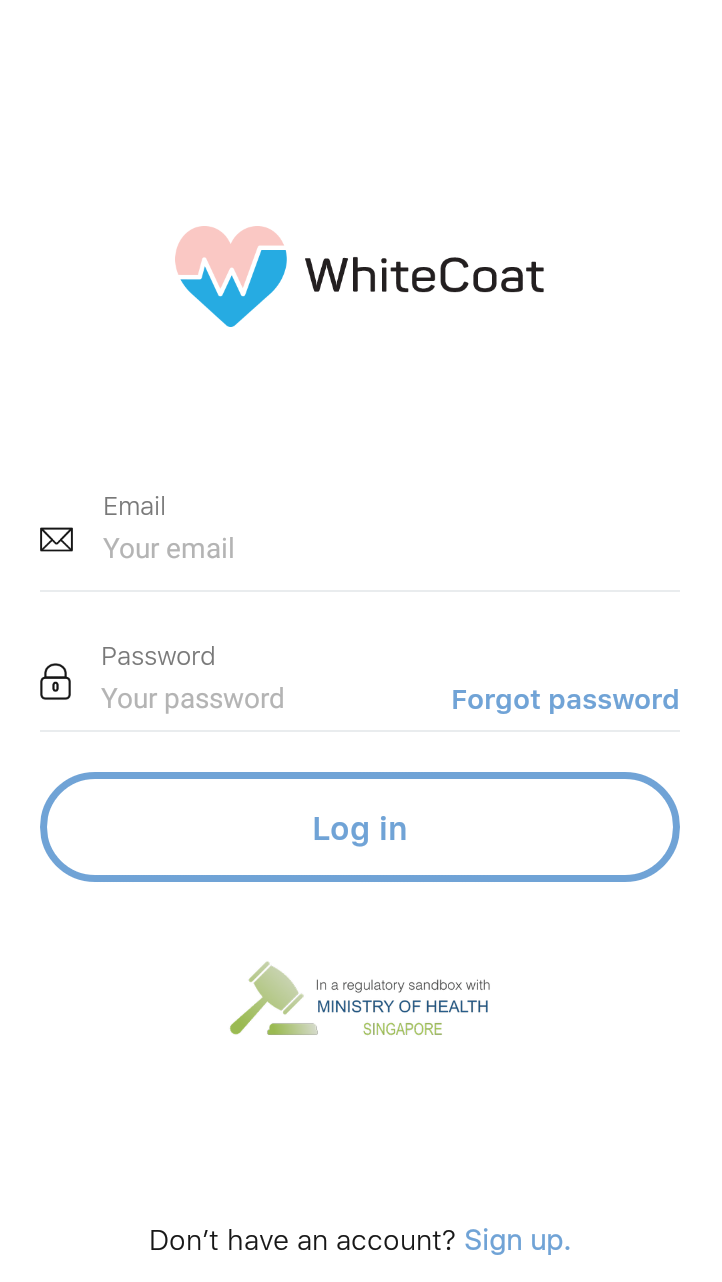 WhiteCoat
Email
Your email
Password
Your password Forgot password
Log in
In a regulatory sandbox with
MINISTRY OF HEALTH
SINGAPORE
Don’t have an account? Sign up.